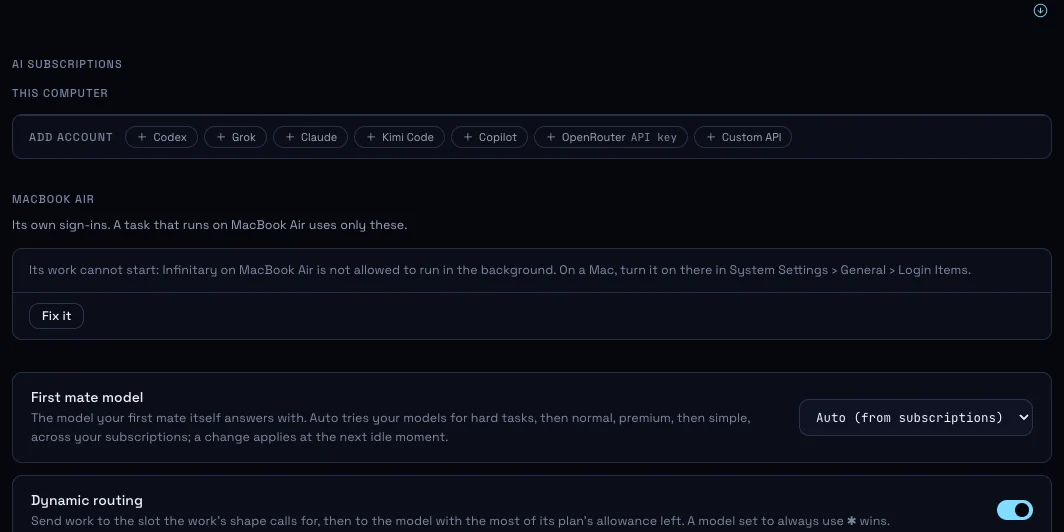 AI SUBSCRIPTIONS
THIS COMPUTER
ADD ACCOUNT + Codex + Grok + Claude + Kimi Code + Copilot + OpenRouter API key + Custom API
MACBOOK AIR
Its own sign-ins. A task that runs on MacBook Air uses only these.
Its work cannot start: Infinitary on MacBook Air is not allowed to run in the background. On a Mac, turn it on there in System Settings > General > Login Items.
Fix it
First mate model
The model your first mate itself answers with. Auto tries your models for hard tasks, then normal, premium, then simple,
across your subscriptions; a change applies at the next idle moment.
Auto (from subscriptions)
Dynamic routing
Send work to the slot the work's shape calls for, then to the model with the most of its plan's allowance left. A model set to always use ✱ wins.